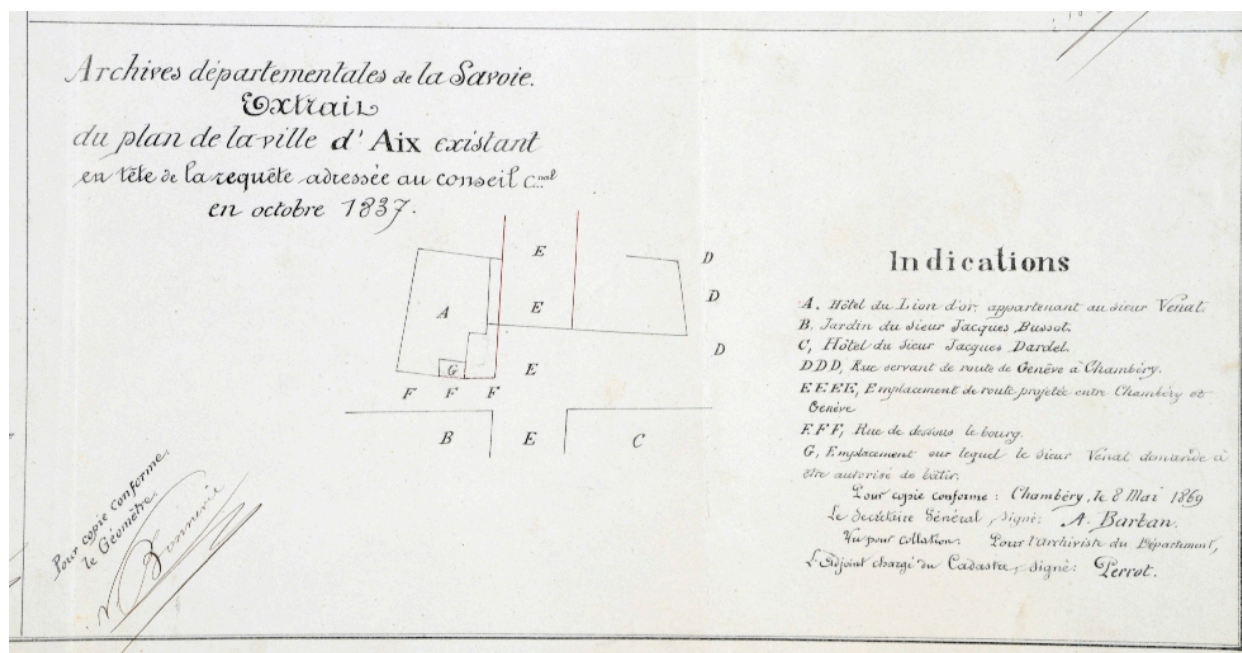 Archives départementales de la Savoie.
Extrait
du plan de la ville d'Aix existant
en tête de la requête adressée au conseil c.nal
en octobre 1837.
E
D
A
E
D
G
E
D
F F F
B
E
C
Indications
A. Hôtel du Lion d'or, appartenant au sieur Venat.
B. Jardin du sieur Jacques Bussot.
C, Hôtel du sieur Jacques Dardel.
DDD, Rue servant de route de Genève à Chambéry.
EEEE, Emplacement de route projetée entre Chambéry et
Genève
F.F F, Rue de dessous le bourg.
G, Emplacement sur lequel le sieur Venat demande à
être autorisé de bâtir.
Pour copie conforme : Chambéry, le 8 Mai 1869
Le Secrétaire Général, signé: A. Barban.
Vu pour collation. Pour l'archiviste du Département,
L'Adjoint chargé du Cadastre, signé: Perrot.
Pour copie conforme.
le Géomètre.